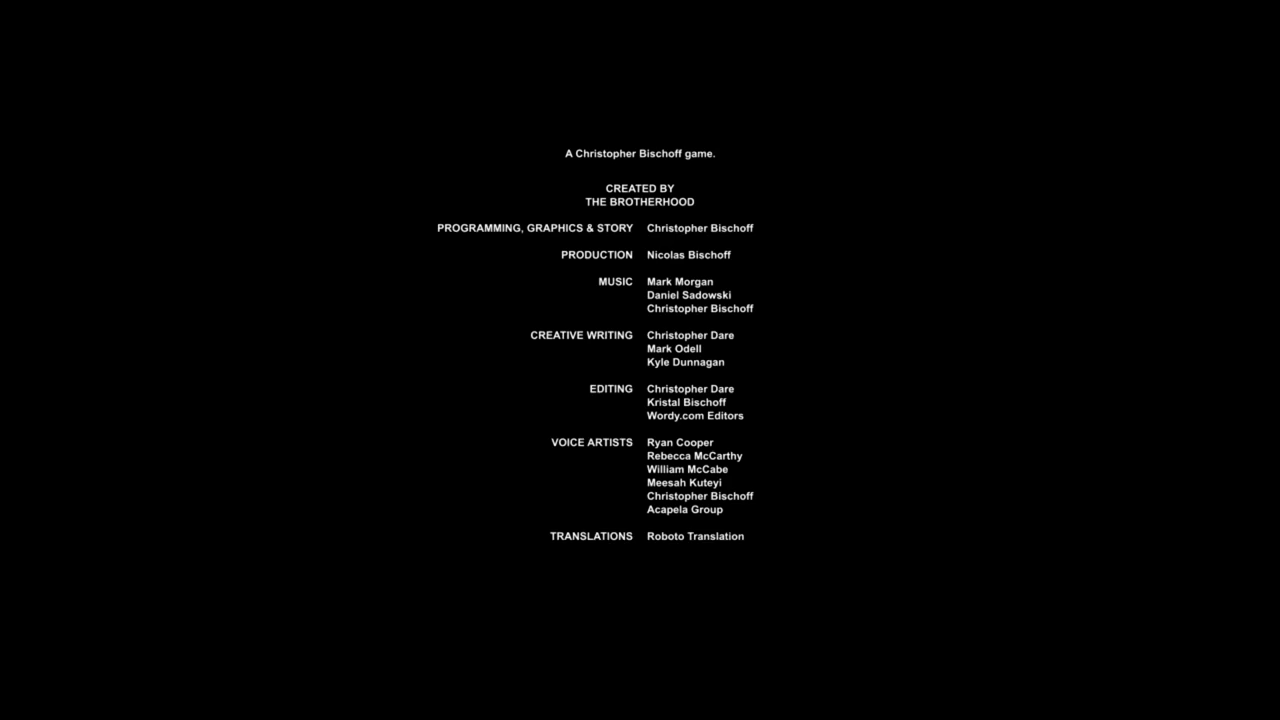 A Christopher Bischoff game.
CREATED BY
THE BROTHERHOOD
PROGRAMMING, GRAPHICS & STORY Christopher Bischoff
PRODUCTION Nicolas Bischoff
MUSIC Mark Morgan
Daniel Sadowski
Christopher Bischoff
CREATIVE WRITING Christopher Dare
Mark Odell
Kyle Dunnagan
EDITING Christopher Dare
Kristal Bischoff
Wordy.com Editors
VOICE ARTISTS Ryan Cooper
Rebecca McCarthy
William McCabe
Meesah Kuteyi
Christopher Bischoff
Acapela Group
TRANSLATIONS Roboto Translation